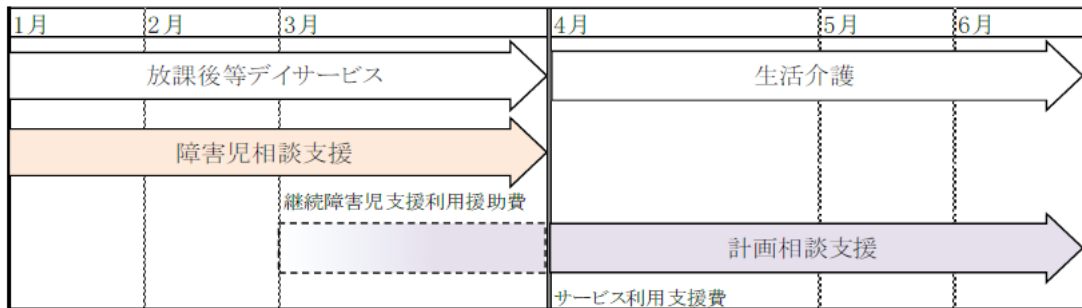 1月 2月 3月 4月 5月 6月
放課後等デイサービス 生活介護
障害児相談支援
継続障害児支援利用援助費
計画相談支援
サービス利用支援費